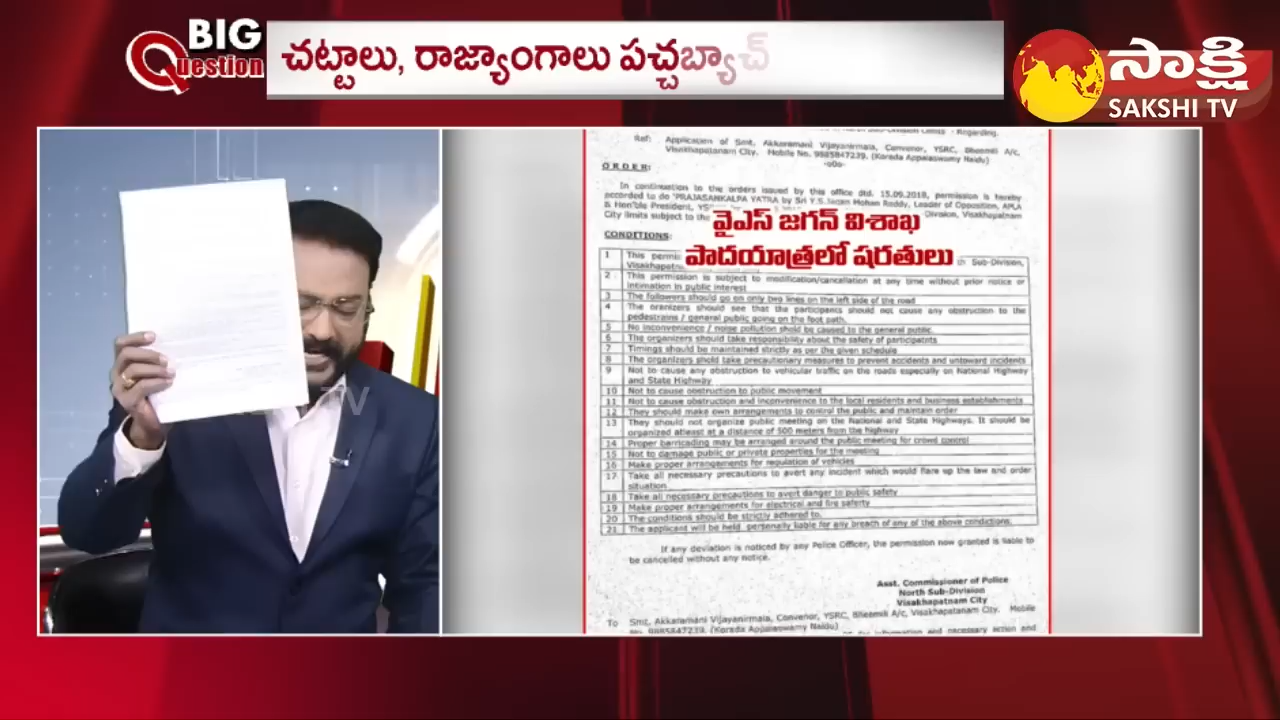 BIG
Question
చట్టాలు, రాజ్యాంగాలు పచ్చబ్యాచ్
సాక్షి
SAKSHI TV
Ref: Application of Smt. Akkaramani Vijayanirmala, Convenor, YSRC, Bheemili A/c,
Visakhapatnam City. Mobile No. 9885847239. (Korada Appalaswamy Naidu)
-o0o-
ORDER:
In continuation to the orders issued by this office dtd. 15.09.2018, permission is hereby
accorded to do 'PRAJASANKALPA YATRA by Sri Y.S.Jagan Mohan Reddy, Leader of Opposition, APLA
& Hon'ble President,
City limits subject to the Division, Visakhapatnam
వైఎస్ జగన్ విశాఖ
పాదయాత్రలో షరతులు
CONDITIONS:
1 This Sub-Division,
2 This permission is subject to modification/cancellation at any time without prior notice or
intimation in public interest
3 The followers should go on only two lines on the left side of the road
4 The oranizers should see that the participants should not cause any obstruction to the
pedestrains / general public going on the foot path.
5 No inconvenience / noise pollution shold be caused to the general public.
6 The organizers should take responsibility about the safety of participatnts
7 Timings should be maintained strictly as per the given schedule
8 The organizers shold take precautionary measures to prevent accidents and untoward incidents
9 Not to cause any obstruction to vehicular traffic on the roads especially on National Highway
and State Highway
10 Not to cause obstruction to public movement
11 Not to cause obstruction and inconvenience to the local residents and business establishments
12 They should make own arrangements to control the public and maintain order
13 They should not organize public meeting on the National and State Highways. It should be
organized atleast at a distance of 500 meters from the highway
14 Proper barricading may be arranged around the public meeting for crowd control
15 Not to damage public or private properties for the meeting
16 Make proper arrangements for regulation of vehicles
17 Take all necessary precautions to avert any incident which would flare up the law and order
situation
18 Take all necessary precautions to avert danger to public safety
19 Make proper arrangements for electrical and fire saferty
20 The conditions should be strictly adhered to.
21 The applicant will be held personally liable for any breach of any of the above conditions.
If any deviation is noticed by any Police Officer, the permission now granted is liable to
be cancelled without any notice.
Asst. Commissioner of Police
North Sub-Division
Visakhapatnam City
To Smt. Akkaramani Vijayanirmala, Convenor, YSRC, Bheemili A/c, Visakhapatanam City. Mobile
No. 9885847239. (Korada Appalaswamy Naidu)